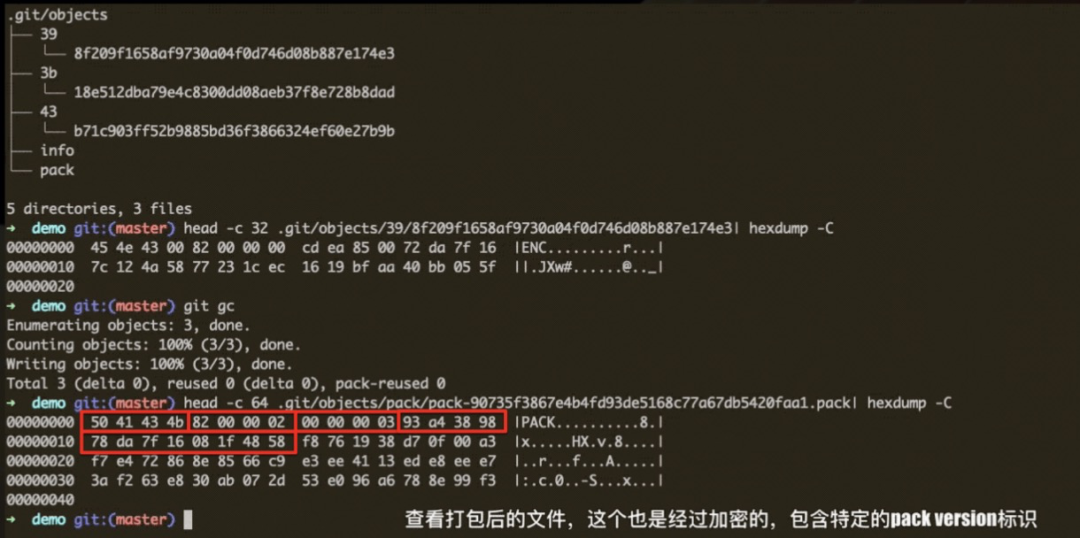 .git/objects
├── 39
│   └── 8f209f1658af9730a04f0d746d08b887e174e3
├── 3b
│   └── 18e512dba79e4c8300dd08aeb37f8e728b8dad
├── 43
│   └── b71c903ff52b9885bd36f3866324ef60e27b9b
├── info
└── pack
5 directories, 3 files
➜ demo git:(master) head -c 32 .git/objects/39/8f209f1658af9730a04f0d746d08b887e174e3| hexdump -C
00000000 45 4e 43 00 82 00 00 00 cd ea 85 00 72 da 7f 16 |ENC.........r...|
00000010 7c 12 4a 58 77 23 1c ec 16 19 bf aa 40 bb 05 5f ||.JXw#......@.._|
00000020
➜ demo git:(master) git gc
Enumerating objects: 3, done.
Counting objects: 100% (3/3), done.
Writing objects: 100% (3/3), done.
Total 3 (delta 0), reused 0 (delta 0), pack-reused 0
➜ demo git:(master) head -c 64 .git/objects/pack/pack-90735f3867e4b4fd93de5168c77a67db5420faa1.pack| hexdump -C
00000000 50 41 43 4b 82 00 00 02 00 00 00 03 93 a4 38 98 |PACK..........8.|
00000010 78 da 7f 16 08 1f 48 58 f8 76 19 38 d7 0f 00 a3 |x.....HX.v.8....|
00000020 f7 e4 72 86 8e 85 66 c9 e3 ee 41 13 ed e8 ee e7 |..r...f...A.....|
00000030 3a f2 63 e8 30 ab 07 2d 53 e0 96 a6 78 8e 99 f3 |:.c.0..-S...x...|
00000040
➜ demo git:(master)
查看打包后的文件，这个也是经过加密的，包含特定的pack version标识